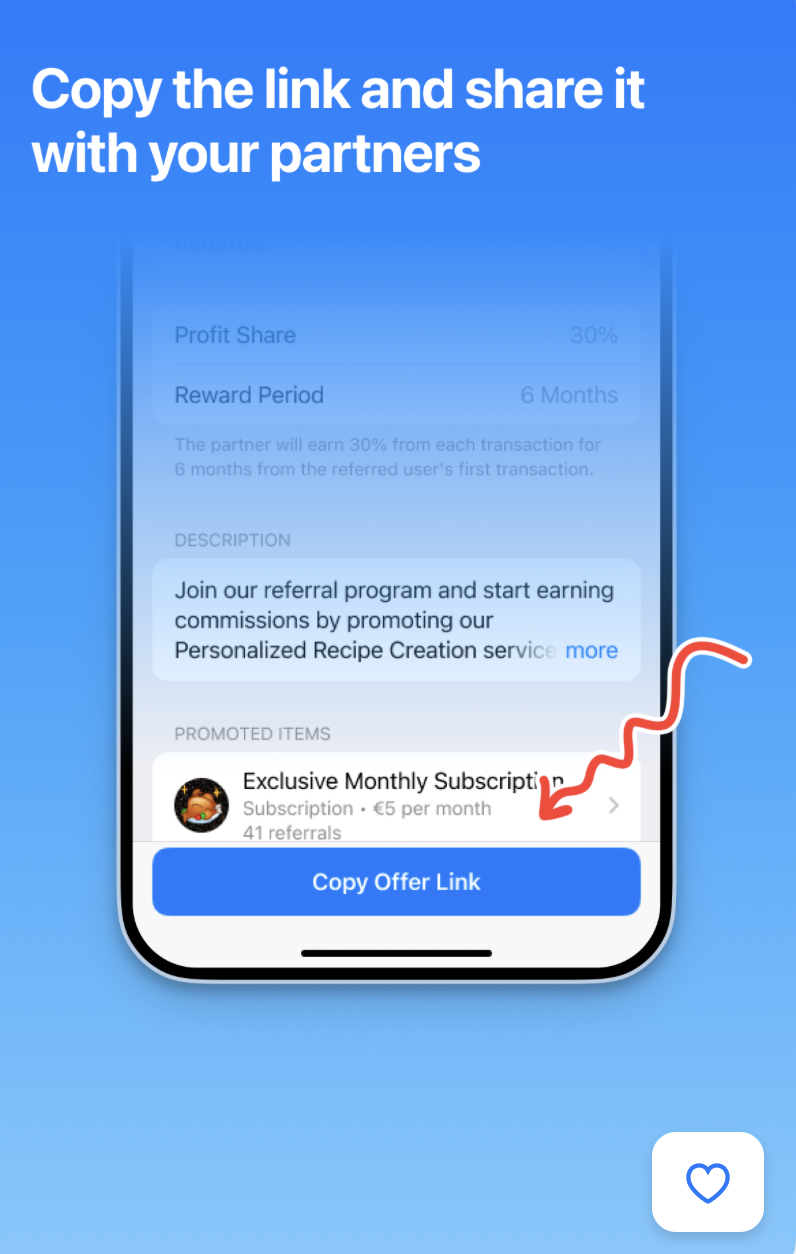 Copy the link and share it
with your partners
Referrals
Profit Share 30%
Reward Period 6 Months
The partner will earn 30% from each transaction for
6 months from the referred user's first transaction.
DESCRIPTION
Join our referral program and start earning
commissions by promoting our
Personalized Recipe Creation service more
PROMOTED ITEMS
Exclusive Monthly Subscription
Subscription • €5 per month
41 referrals
Copy Offer Link